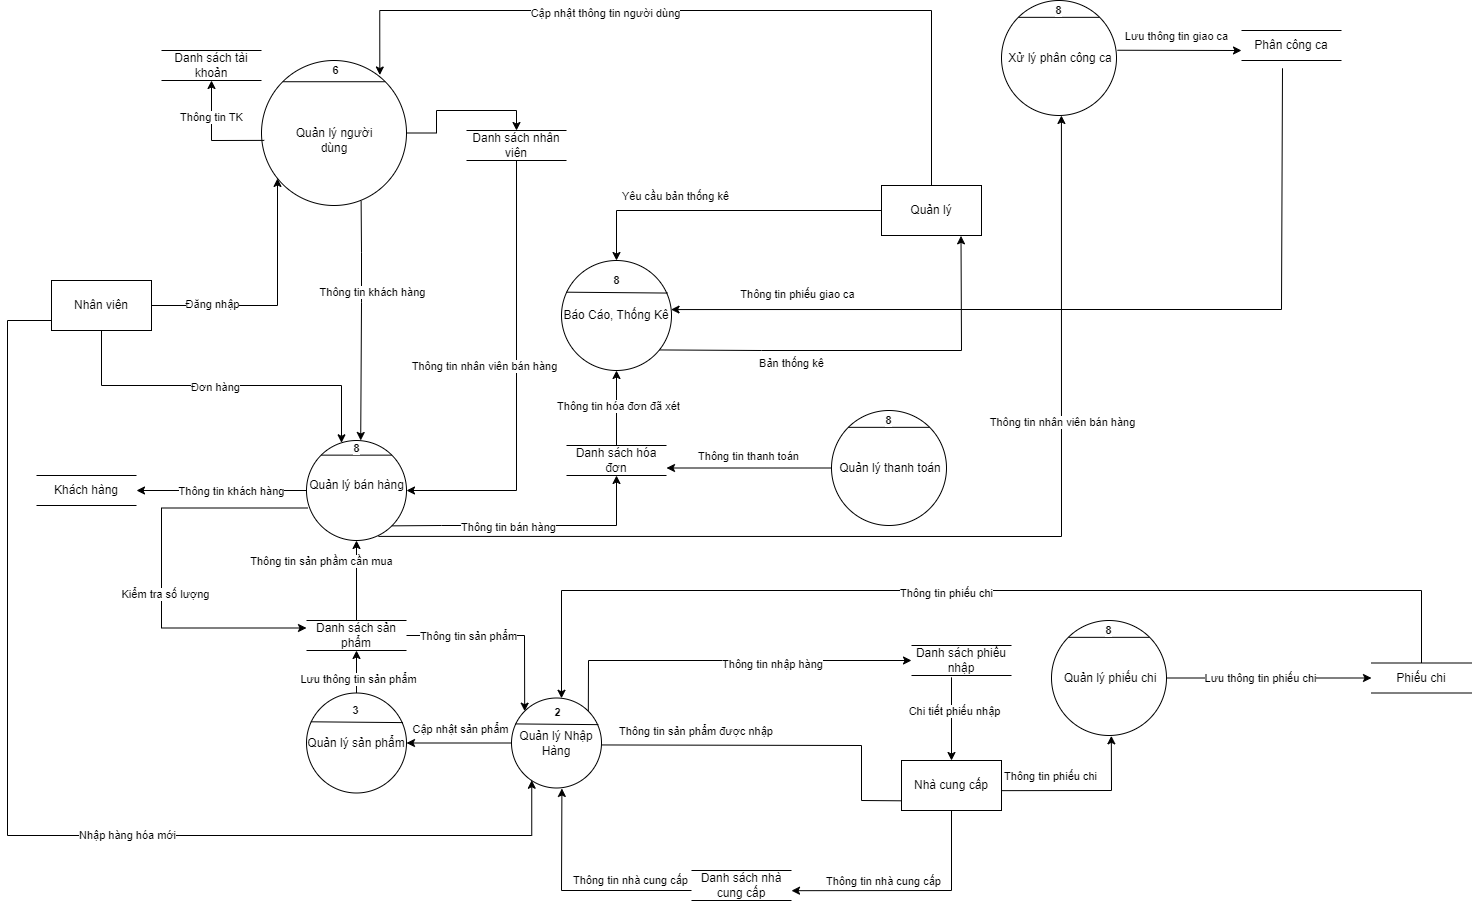 Cập nhật thông tin người dùng
8
Xử lý phân công ca
Lưu thông tin giao ca
Phân công ca
Danh sách tài
khoản
6
Quản lý người
dùng
Thông tin TK
Danh sách nhân
viên
Yêu cầu bản thống kê
Quản lý
8
Báo Cáo, Thống Kê
Thông tin phiếu giao ca
Bản thống kê
Nhân viên
Đăng nhập
Thông tin khách hàng
Thông tin nhân viên bán hàng
Đơn hàng
Thông tin hóa đơn đã xét
Thông tin nhân viên bán hàng
8
Quản lý thanh toán
Thông tin thanh toán
Danh sách hóa
đơn
8
Quản lý bán hàng
Khách hàng
Thông tin khách hàng
Thông tin bán hàng
Thông tin sản phầm cần mua
Kiểm tra số lượng
Thông tin phiếu chi
Danh sách sản
phẩm
Thông tin sản phẩm
Lưu thông tin sản phẩm
3
Quản lý sản phẩm
Cập nhật sản phẩm
2
Quản lý Nhập
Hàng
Thông tin nhập hàng
Danh sách phiếu
nhập
Chi tiết phiếu nhập
Thông tin sản phẩm được nhập
Nhà cung cấp
Thông tin phiếu chi
8
Quản lý phiếu chi
Lưu thông tin phiếu chi
Phiếu chi
Nhập hàng hóa mới
Thông tin nhà cung cấp
Danh sách nhà
cung cấp
Thông tin nhà cung cấp